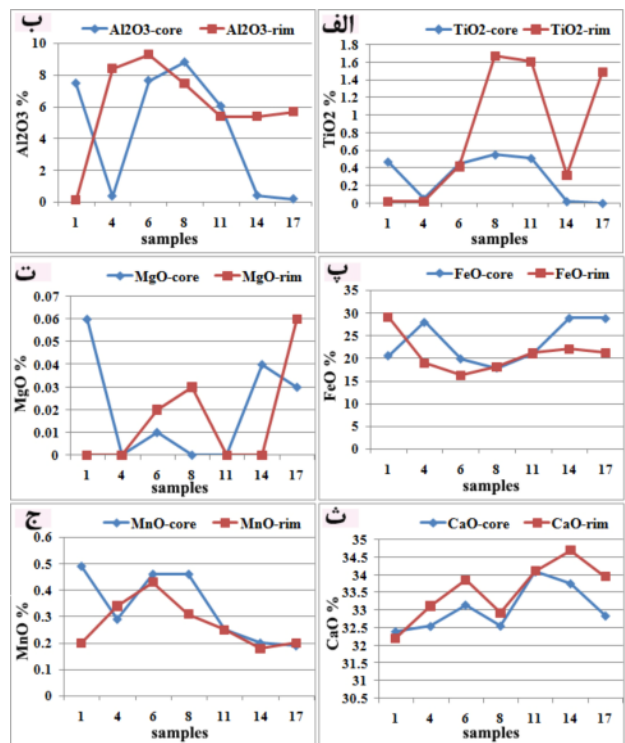 الف
TiO2-core TiO2-rim
TiO2 %
1.8
1.6
1.4
1.2
1
0.8
0.6
0.4
0.2
0
1 4 6 8 11 14 17
samples
ب
Al2O3-core Al2O3-rim
Al2O3 %
10
8
6
4
2
0
1 4 6 8 11 14 17
samples
پ
FeO-core FeO-rim
FeO %
35
30
25
20
15
10
5
0
1 4 6 8 11 14 17
samples
ت
MgO-core MgO-rim
MgO %
0.07
0.06
0.05
0.04
0.03
0.02
0.01
0
1 4 6 8 11 14 17
samples
ث
CaO-core CaO-rim
CaO %
35
34.5
34
33.5
33
32.5
32
31.5
31
30.5
1 4 6 8 11 14 17
samples
ج
MnO-core MnO-rim
MnO %
0.6
0.5
0.4
0.3
0.2
0.1
0
1 4 6 8 11 14 17
samples